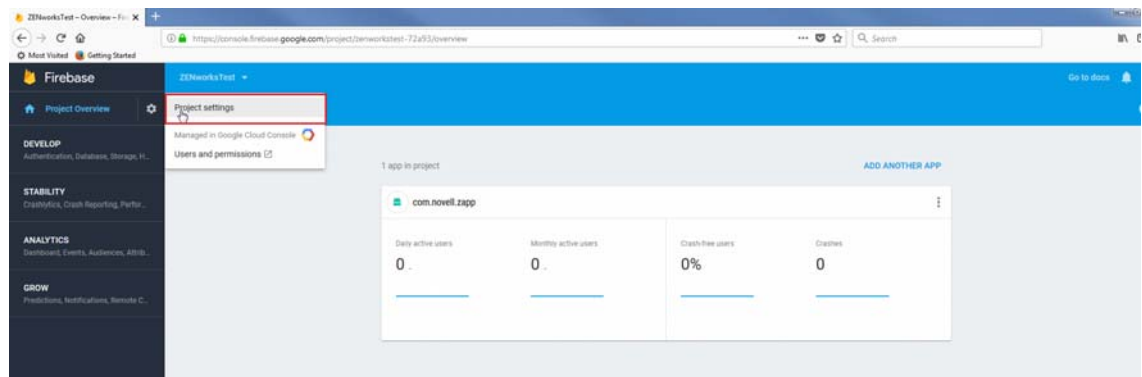 ZENworksTest – Overview – Fir
https://console.firebase.google.com/project/zenworkstest-72a93/overview
Search
Most Visited Getting Started
Firebase
ZENworksTest
Go to docs
Project Overview
Project settings
Managed in Google Cloud Console
Users and permissions
DEVELOP
Authentication, Database, Storage, H...
STABILITY
Crashlytics, Crash Reporting, Perfor...
ANALYTICS
Dashboard, Events, Audiences, Attrib...
GROW
Predictions, Notifications, Remote C...
1 app in project
ADD ANOTHER APP
com.novell.zapp
Daily active users
Monthly active users
Crash-free users
Crashes
0
0
0%
0